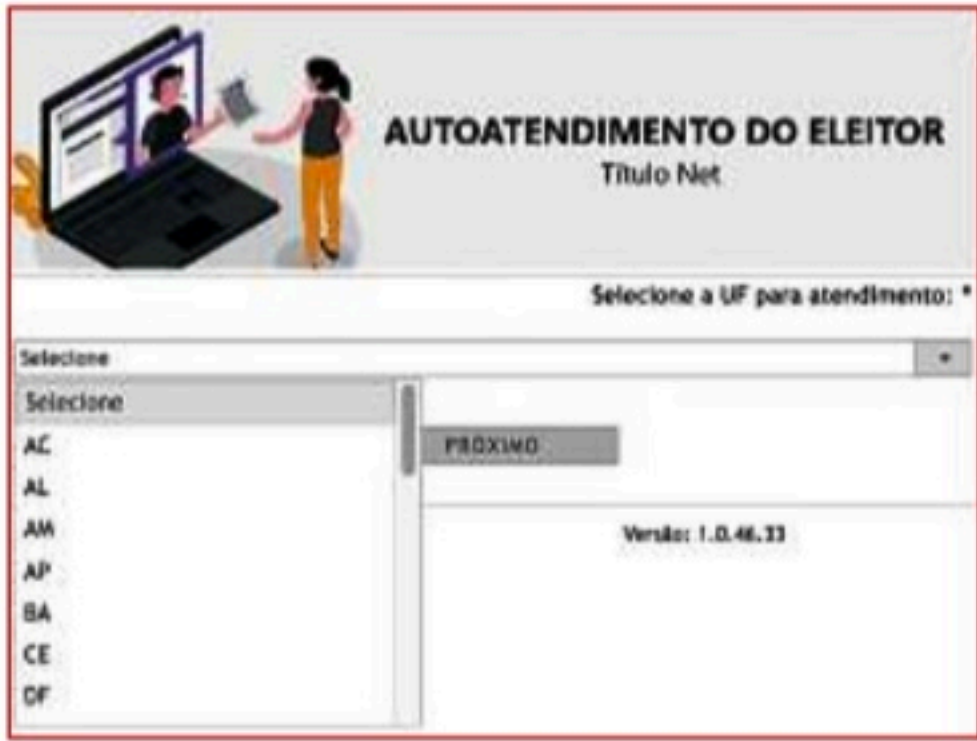 AUTOATENDIMENTO DO ELEITOR
Título Net
Selecione a UF para atendimento: *
Selecione
Selecione
AC
AL
AM
AP
BA
CE
DF
PRÓXIMO
Versão: 1.0.46.33